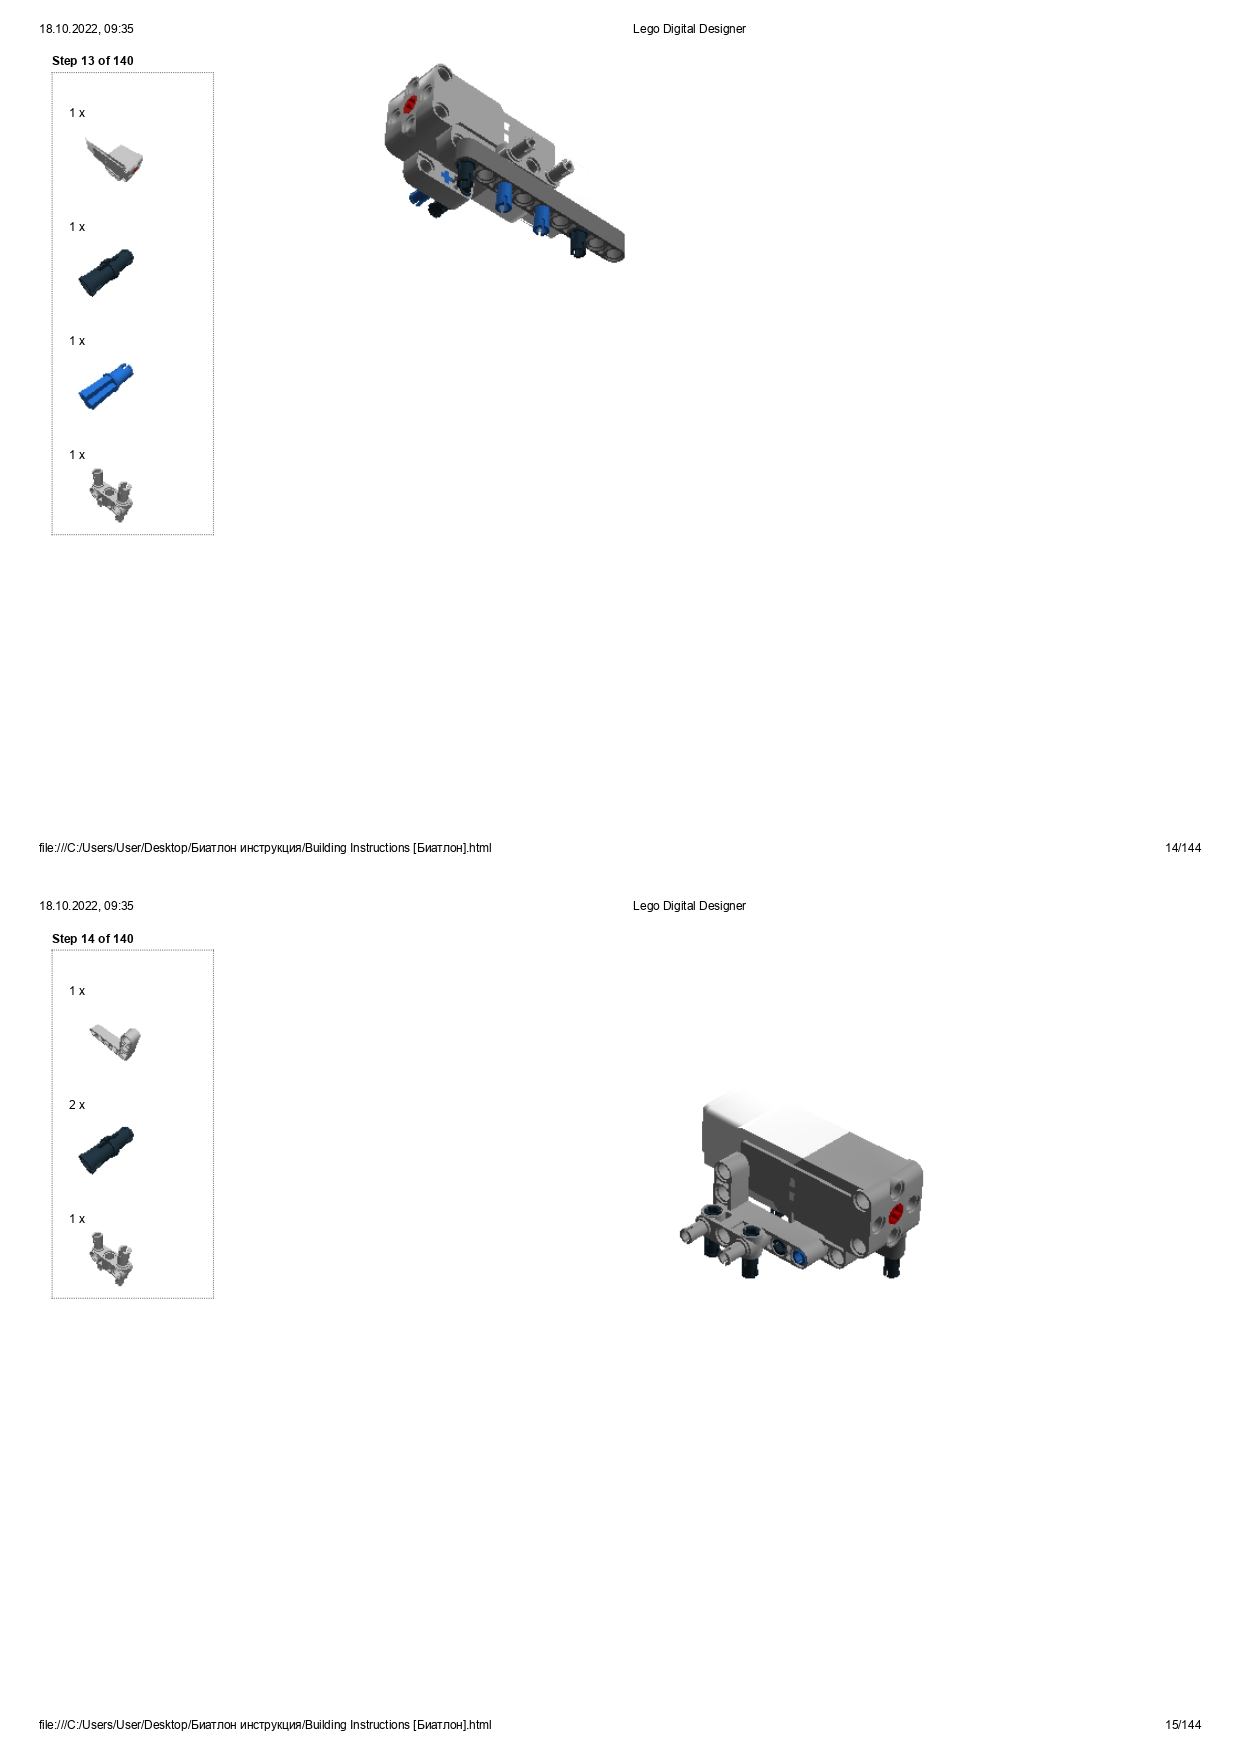 18.10.2022, 09:35 Lego Digital Designer
Step 13 of 140
1 x
1 x
1 x
1 x
file:///C:/Users/User/Desktop/Биатлон инструкция/Building Instructions [Биатлон].html 14/144
18.10.2022, 09:35 Lego Digital Designer
Step 14 of 140
1 x
2 x
1 x
file:///C:/Users/User/Desktop/Биатлон инструкция/Building Instructions [Биатлон].html 15/144